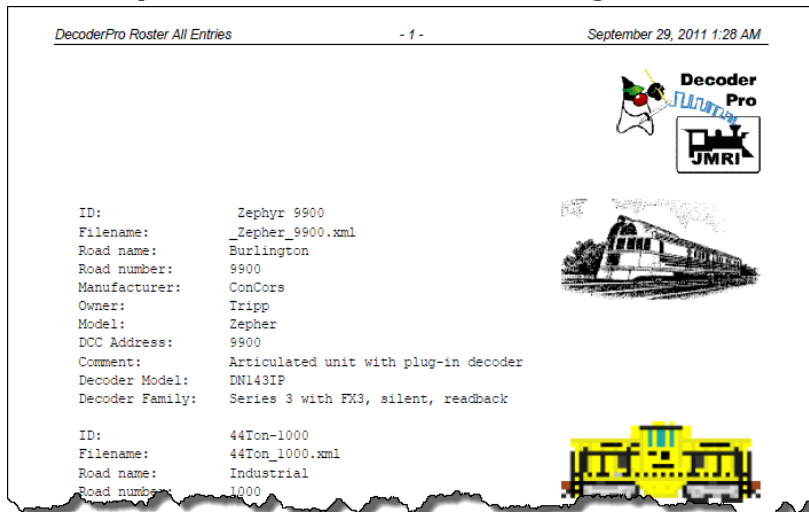 DecoderPro Roster All Entries - 1 - September 29, 2011 1:28 AM
Decoder
Pro
JMRI
ID: Zephyr 9900
Filename: _Zepher_9900.xml
Road name: Burlington
Road number: 9900
Manufacturer: ConCors
Owner: Tripp
Model: Zepher
DCC Address: 9900
Comment: Articulated unit with plug-in decoder
Decoder Model: DN143IP
Decoder Family: Series 3 with FX3, silent, readback
ID: 44Ton-1000
Filename: 44Ton_1000.xml
Road name: Industrial
Road number: 1000